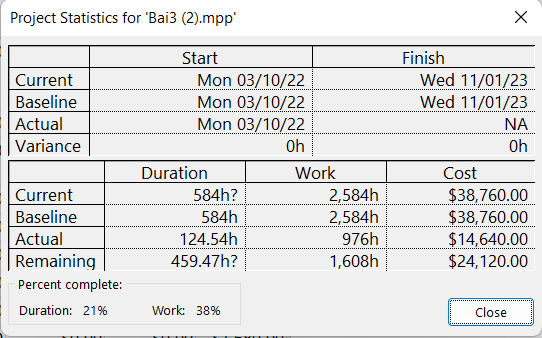 Project Statistics for 'Bai3 (2).mpp'
Start Finish
Current Mon 03/10/22 Wed 11/01/23
Baseline Mon 03/10/22 Wed 11/01/23
Actual Mon 03/10/22 NA
Variance 0h 0h
Duration Work Cost
Current 584h? 2,584h $38,760.00
Baseline 584h 2,584h $38,760.00
Actual 124.54h 976h $14,640.00
Remaining 459.47h? 1,608h $24,120.00
Percent complete:
Duration: 21% Work: 38% Close